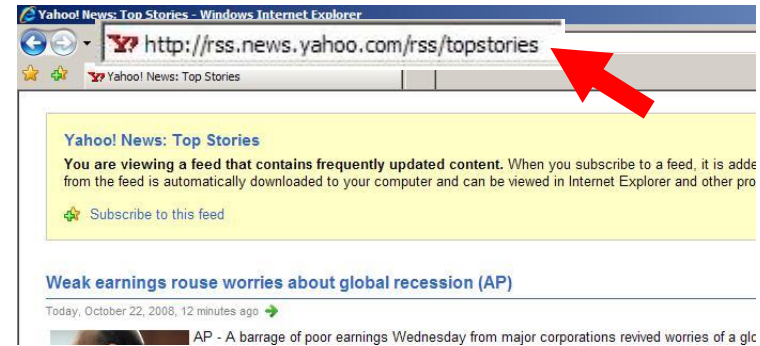 Yahoo! News: Top Stories - Windows Internet Explorer
http://rss.news.yahoo.com/rss/topstories
Yahoo! News: Top Stories
Yahoo! News: Top Stories
You are viewing a feed that contains frequently updated content. When you subscribe to a feed, it is adde
from the feed is automatically downloaded to your computer and can be viewed in Internet Explorer and other pro
Subscribe to this feed
Weak earnings rouse worries about global recession (AP)
Today, October 22, 2008, 12 minutes ago
AP - A barrage of poor earnings Wednesday from major corporations revived worries of a glo